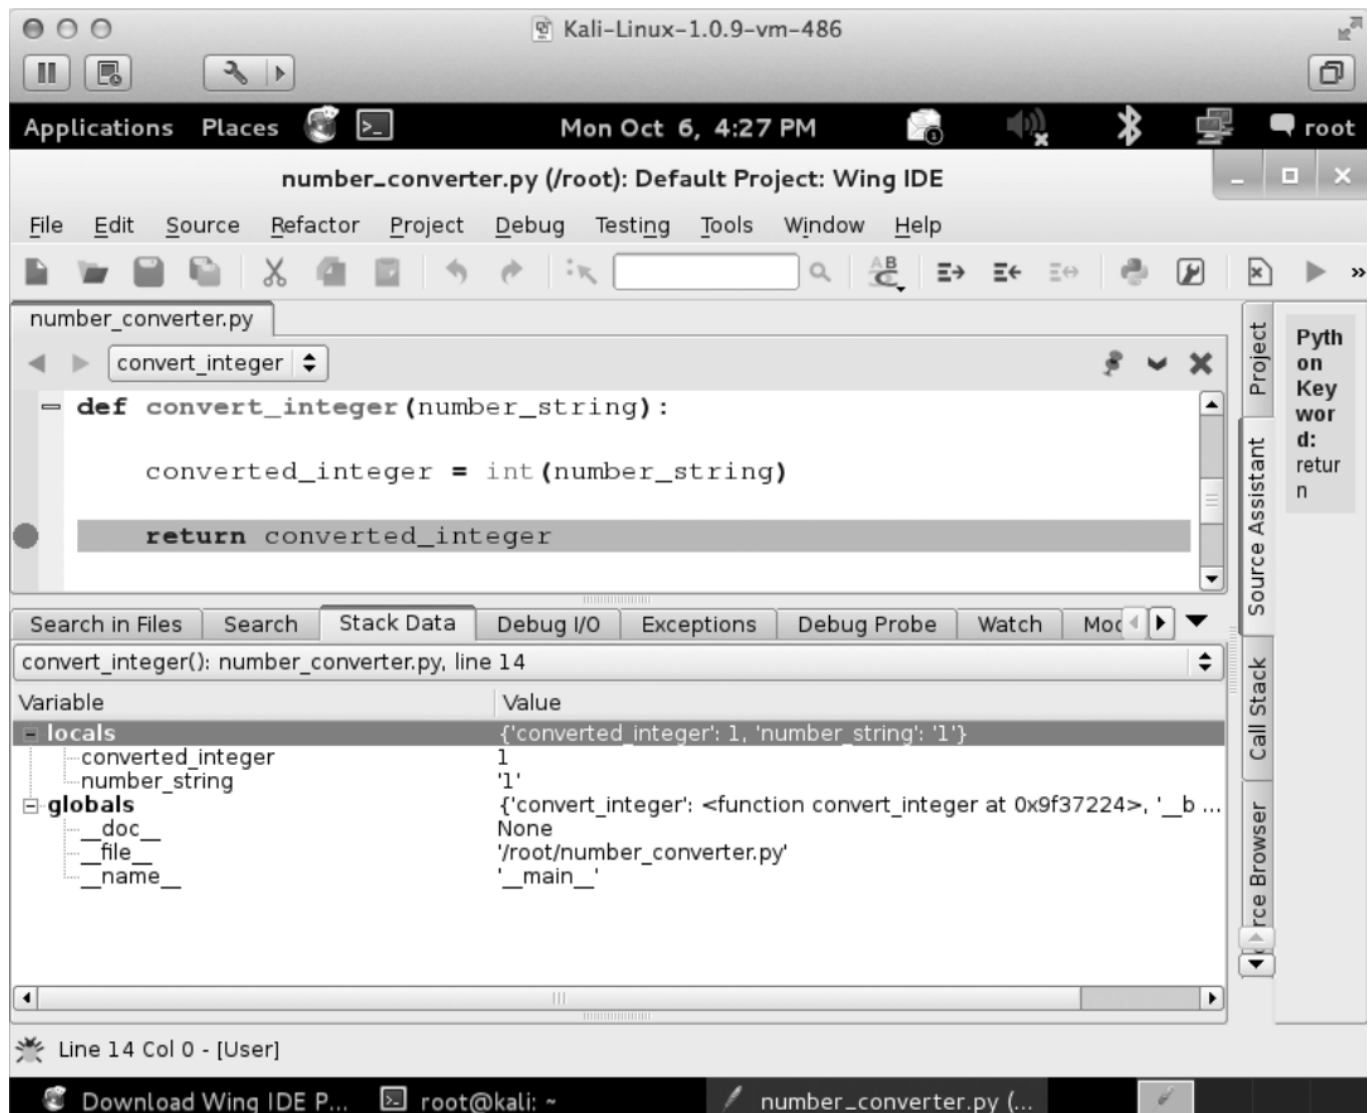 Kali-Linux-1.0.9-vm-486
Applications Places Mon Oct 6, 4:27 PM root
number_converter.py (/root): Default Project: Wing IDE
File Edit Source Refactor Project Debug Testing Tools Window Help
number_converter.py
convert_integer
def convert_integer(number_string):
converted_integer = int(number_string)
return converted_integer
Project
Source Assistant
Call Stack
rce Browser
Pyth
on
Key
wor
d:
retur
n
Search in Files Search Stack Data Debug I/O Exceptions Debug Probe Watch Moc
convert_integer(): number_converter.py, line 14
Variable Value
locals {'converted_integer': 1, 'number_string': '1'}
converted_integer 1
number_string '1'
globals {'convert_integer': <function convert_integer at 0x9f37224>, '__b ...
__doc__ None
__file__ '/root/number_converter.py'
__name__ '__main__'
Line 14 Col 0 - [User]
Download Wing IDE P... root@kali: ~ number_converter.py (...